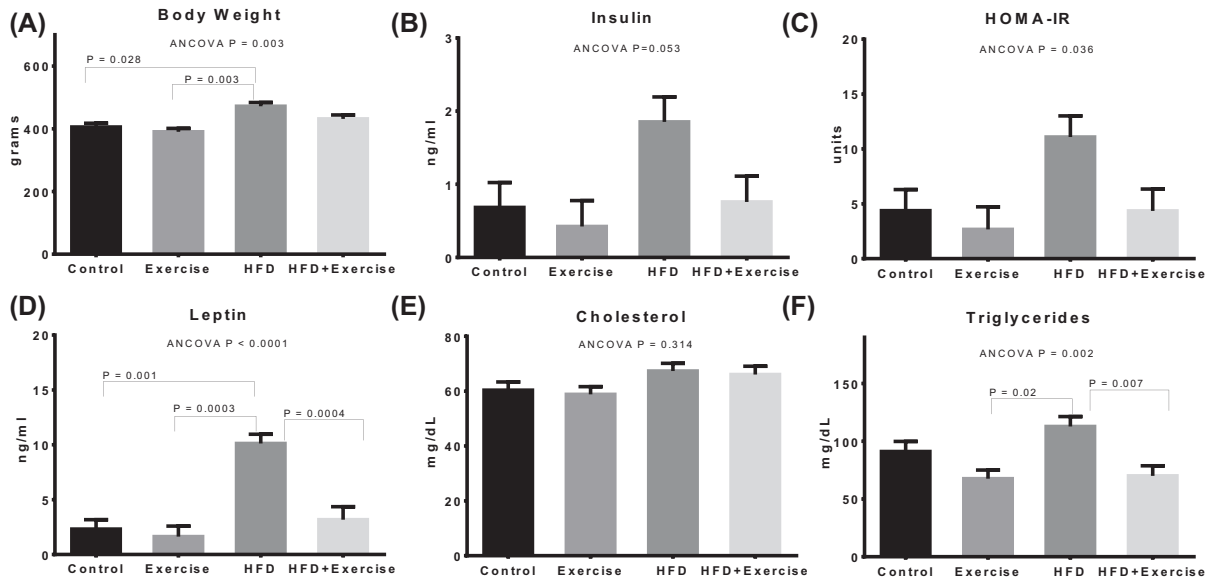 (A)
Body Weight
ANCOVA P = 0.003
P = 0.028
P = 0.003
600
400
200
0
grams
Control Exercise HFD HFD+Exercise
(B)
Insulin
ANCOVA P=0.053
3
2
1
0
ng/ml
Control Exercise HFD HFD+Exercise
(C)
HOMA-IR
ANCOVA P = 0.036
20
15
10
5
0
units
Control Exercise HFD HFD+Exercise
(D)
Leptin
ANCOVA P < 0.0001
P = 0.001
P = 0.0003
P = 0.0004
20
15
10
5
0
ng/ml
Control Exercise HFD HFD+Exercise
(E)
Cholesterol
ANCOVA P = 0.314
80
60
40
20
0
mg/dL
Control Exercise HFD HFD+Exercise
(F)
Triglycerides
ANCOVA P = 0.002
P = 0.02
P = 0.007
150
100
50
0
mg/dL
Control Exercise HFD HFD+Exercise